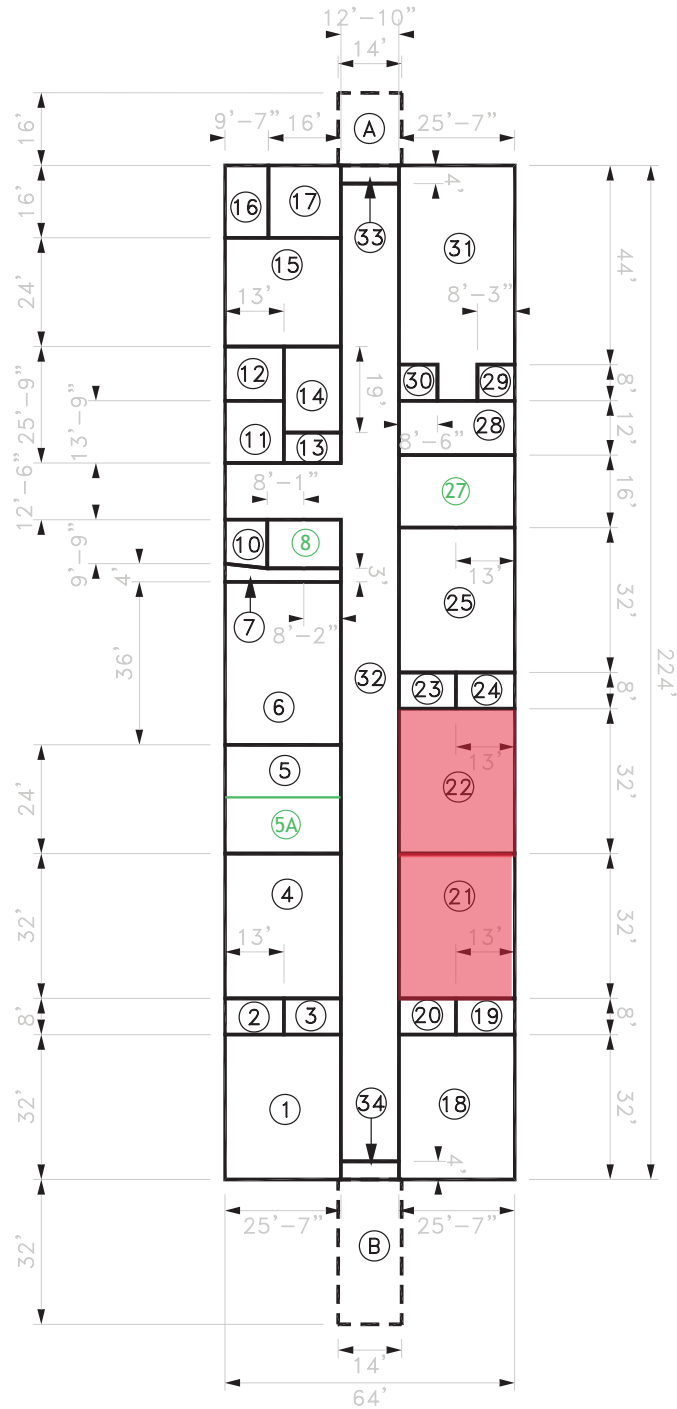 12'-10"
14'
9'-7" 16' 25'-7"
A
16'
16 17 4'
16' 33 31 44'
15
24' 13' 8'-3"
12 14 19' 30 29 8'
25'-9" 13'-9" 11 13 8'-6" 28 12'
12'-6" 8'-1" 27 16'
10 8
9'-9" 4' 3' 13'
7 8'-2" 25 32'
36' 32 224'
23 24 8'
6
5 13' 32'
24' 22
5A
4 21
32' 13' 13' 32'
8' 2 3 20 19 8'
1 34 18
32' 4' 32'
25'-7" 25'-7"
32' B
14'
64'